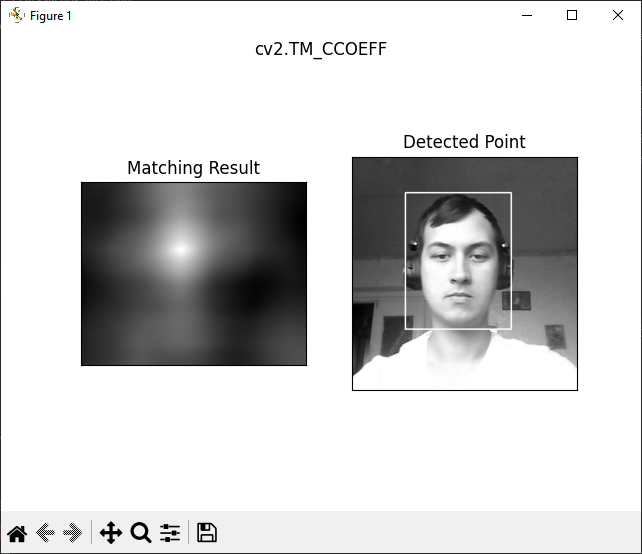 Figure 1
cv2.TM_CCOEFF
Matching Result
Detected Point